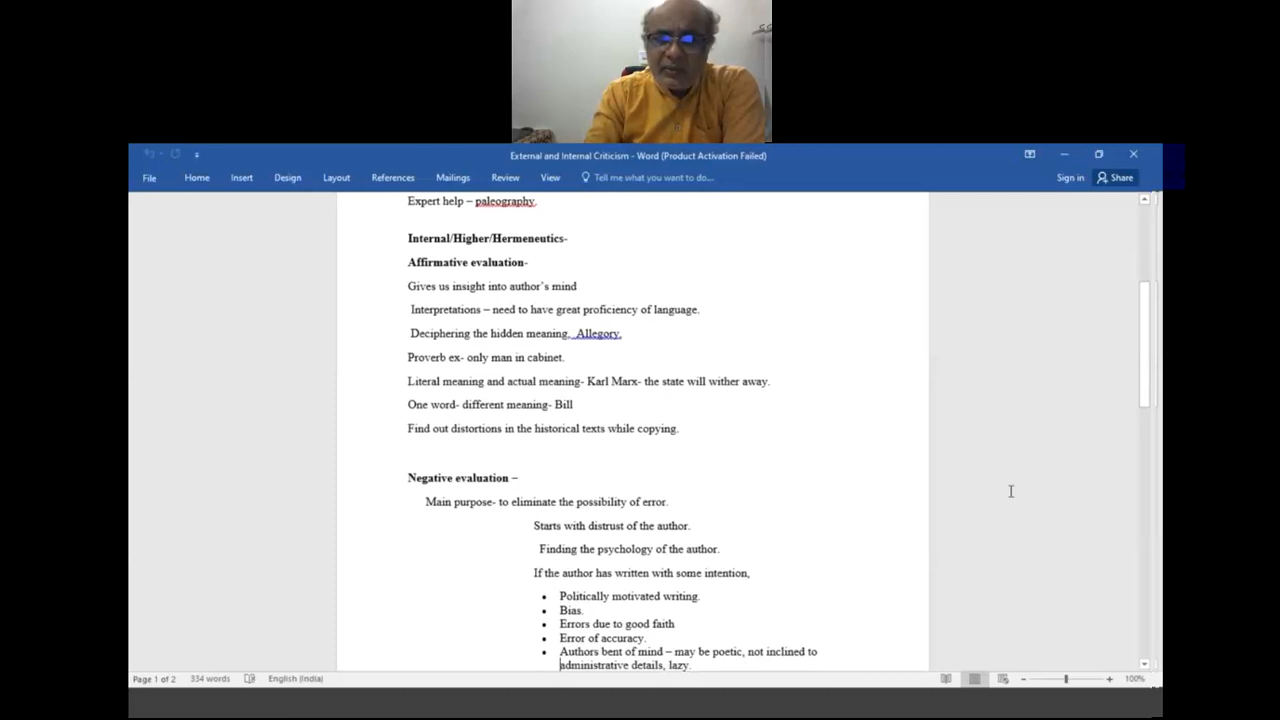 External and Internal Criticism - Word (Product Activation Failed)
File Home Insert Design Layout References Mailings Review View Tell me what you want to do... Sign in Share
Expert help – paleography.
Internal/Higher/Hermeneutics-
Affirmative evaluation-
Gives us insight into author's mind
Interpretations – need to have great proficiency of language.
Deciphering the hidden meaning. Allegory.
Proverb ex- only man in cabinet.
Literal meaning and actual meaning- Karl Marx- the state will wither away.
One word- different meaning- Bill
Find out distortions in the historical texts while copying.
Negative evaluation –
Main purpose- to eliminate the possibility of error.
Starts with distrust of the author.
Finding the psychology of the author.
If the author has written with some intention,
• Politically motivated writing.
• Bias.
• Errors due to good faith
• Error of accuracy.
• Authors bent of mind – may be poetic, not inclined to
administrative details, lazy.
Page 1 of 2 334 words English (India) 100%